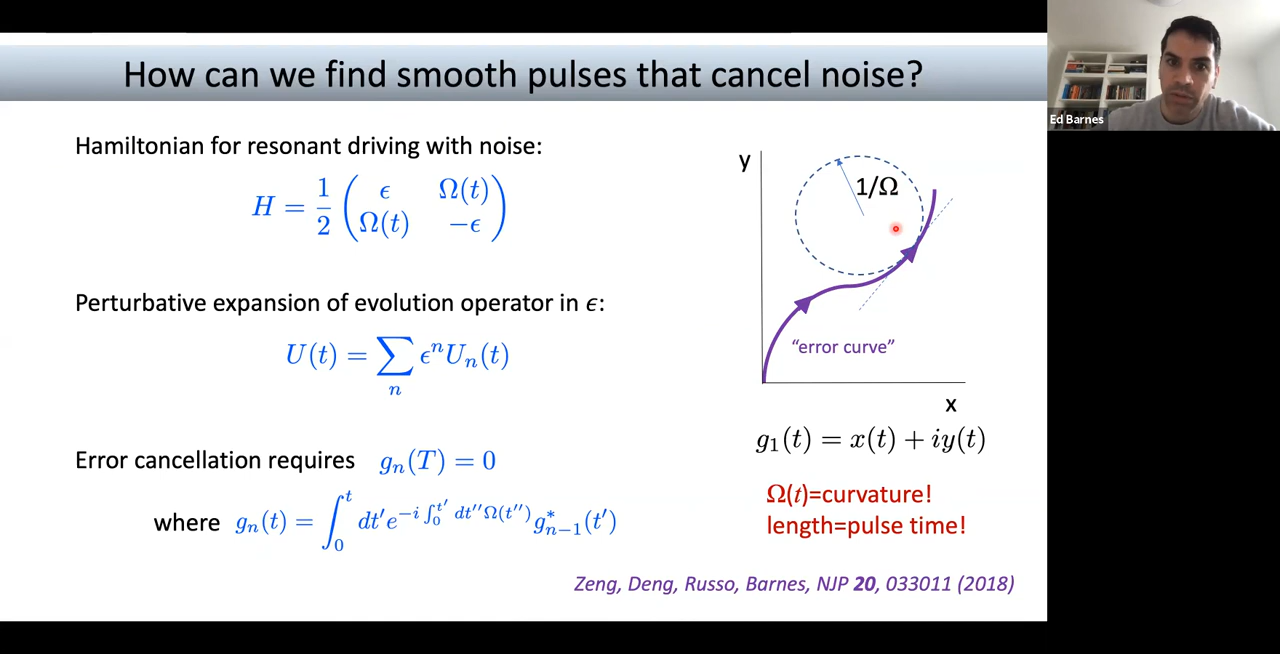 How can we find smooth pulses that cancel noise?
Ed Barnes
Hamiltonian for resonant driving with noise:
H = 1/2 ( ϵ Ω(t)
Ω(t) −ϵ )
Perturbative expansion of evolution operator in ϵ:
U(t) = ∑_n ϵ^n U_n(t)
Error cancellation requires g_n(T) = 0
where g_n(t) = ∫_0^t dt′ e^{−i ∫_0^{t′} dt″Ω(t″)} g*_{n−1}(t′)
y
1/Ω
“error curve”
x
g_1(t) = x(t) + iy(t)
Ω(t)=curvature!
length=pulse time!
Zeng, Deng, Russo, Barnes, NJP 20, 033011 (2018)